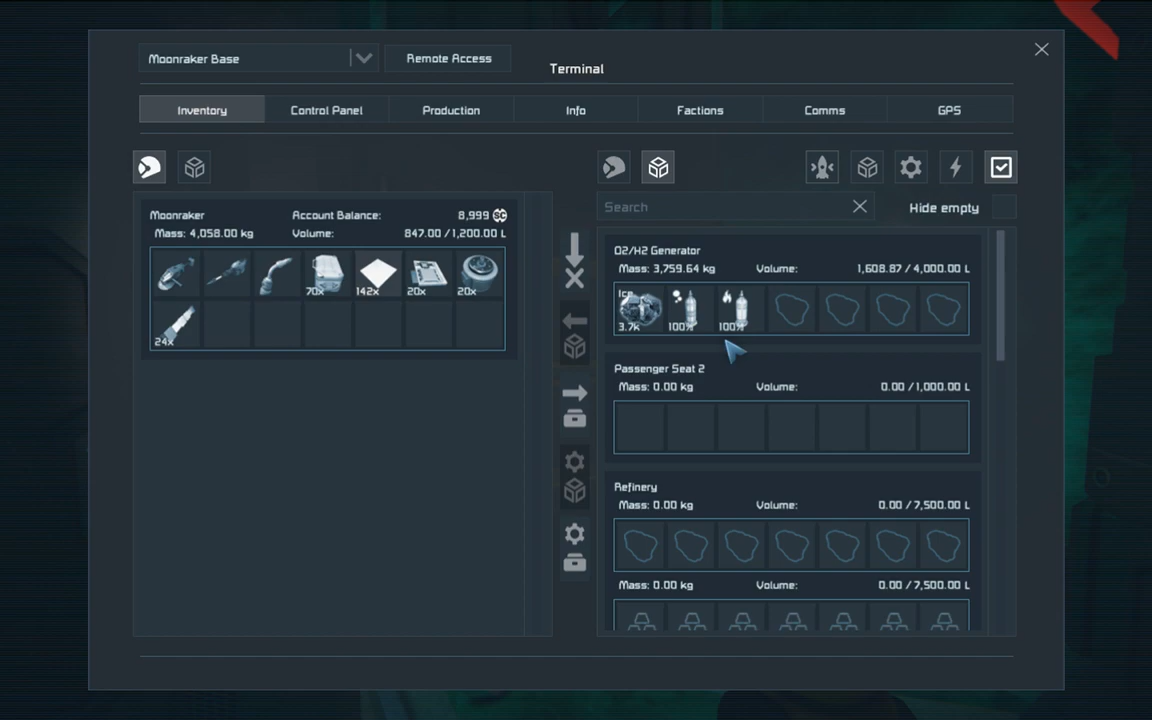 Moonraker Base
Remote Access
Terminal
Inventory
Control Panel
Production
Info
Factions
Comms
GPS
Moonraker
Account Balance:
8,999 SC
Mass: 4,058.00 kg
Volume:
847.00 / 1,200.00 L
70x
142x
20x
20x
24x
Search
Hide empty
O2/H2 Generator
Mass: 3,759.64 kg
Volume:
1,608.87 / 4,000.00 L
Ice
3.7k
100%
100%
Passenger Seat 2
Mass: 0.00 kg
Volume:
0.00 / 1,000.00 L
Refinery
Mass: 0.00 kg
Volume:
0.00 / 7,500.00 L
Mass: 0.00 kg
Volume:
0.00 / 7,500.00 L